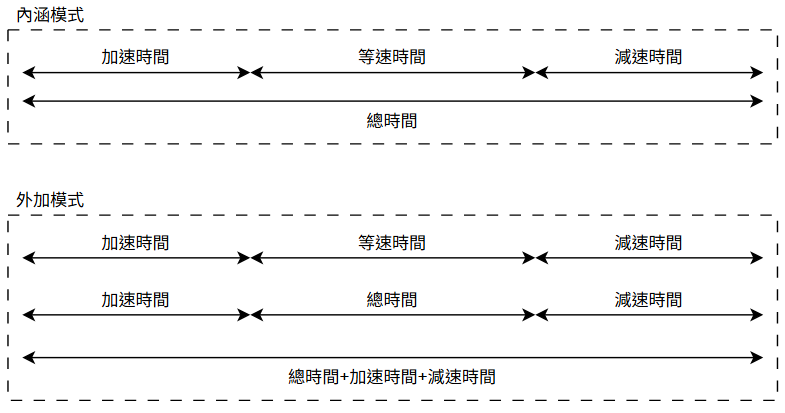 內涵模式
加速時間 等速時間 減速時間
總時間
外加模式
加速時間 等速時間 減速時間
加速時間 總時間 減速時間
總時間+加速時間+減速時間